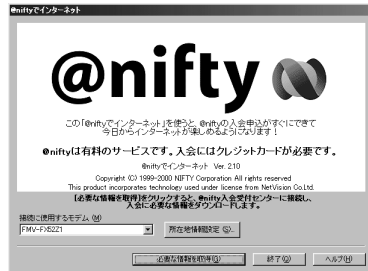 @niftyでインターネット
@nifty
この「@niftyでインターネット」を使うと、@niftyの入会申込がすぐにできて
今日からインターネットが楽しめるようになります！
@niftyは有料のサービスです。入会にはクレジットカードが必要です。
@niftyでインターネット Ver. 2.10
Copyright (C) 1999-2000 NIFTY Corporation All rights reserved
This product incorporates technology used under license from NetVision Co.Ltd.
[必要な情報を取得]をクリックすると、@nifty入会受付センターに接続し、
入会に必要な情報をダウンロードします。
接続に使用するモデム (M)
FMV-FX52Z1
所在地情報設定 (S)...
必要な情報を取得(G)
終了(Q)
ヘルプ(H)